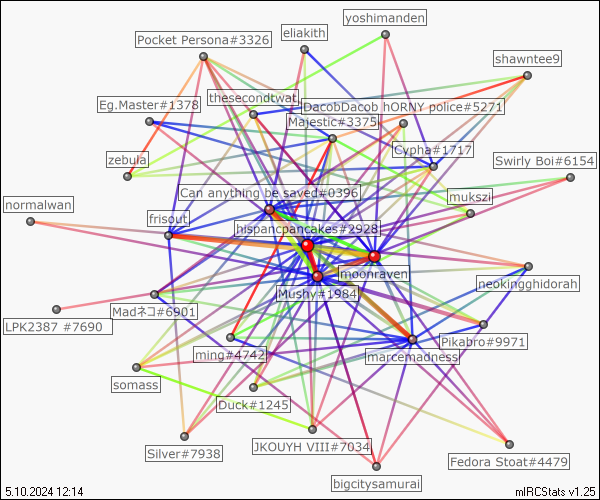 yoshimanden
eliakith
Pocket Persona#3326
shawntee9
thesecondtwat
Eg.Master#1378
DacobDacob hORNY police#5271
Majestic#3375
Cypha#1717
zebula
Swirly Boi#6154
Can anything be saved#0396
mukszi
normalwan
frisout
hispancpancakes#2928
moonraven
neokingghidorah
Mushy#1984
Madネコ#6901
LPK2387 #7690
Pikabro#9971
ming#4742
marcemadness
somass
Duck#1245
JKOUYH VIII#7034
Silver#7938
Fedora Stoat#4479
bigcitysamurai
5.10.2024 12:14
mIRCStats v1.25